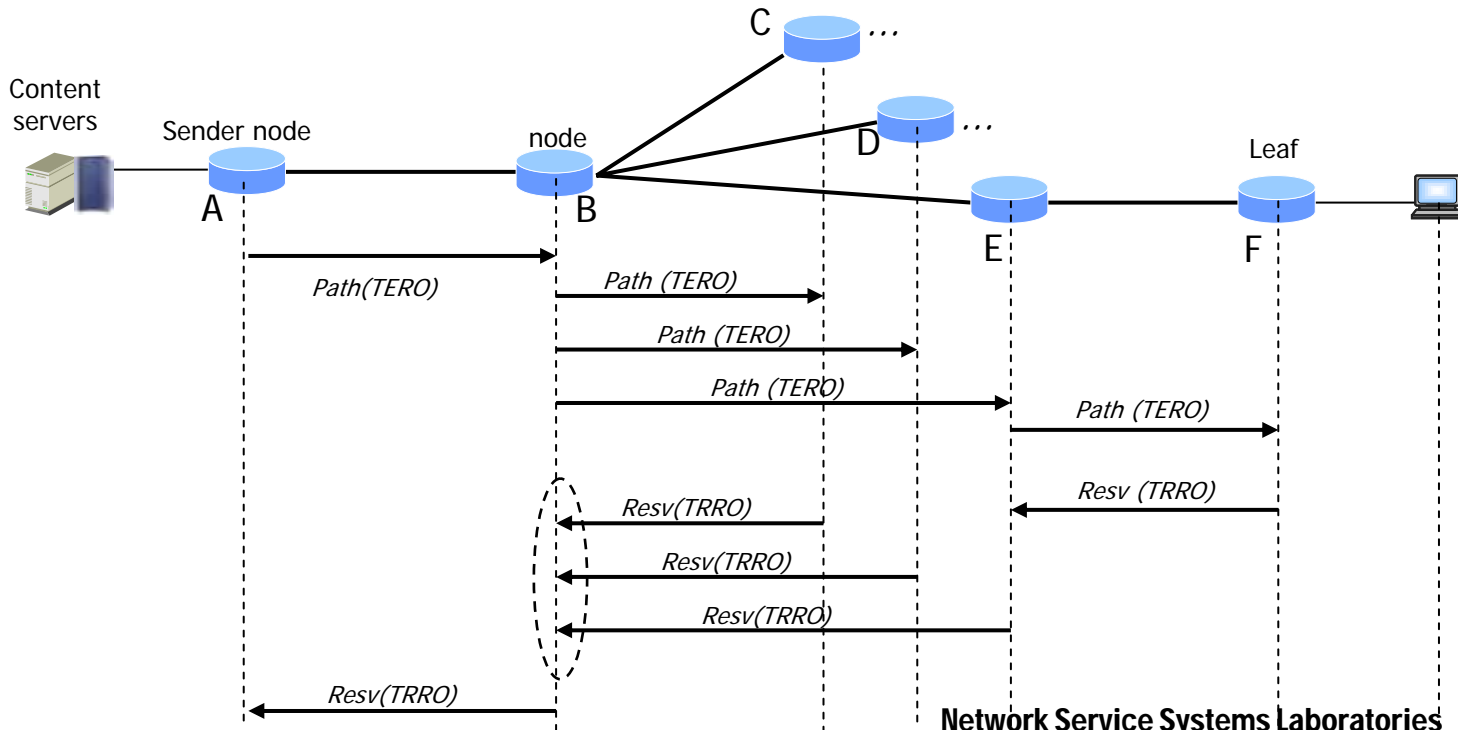 C
...
Content
servers
Sender node
node
D
...
Leaf
A
B
E
F
Path(TERO)
Path (TERO)
Path (TERO)
Path (TERO)
Path (TERO)
Resv(TRRO)
Resv (TRRO)
Resv(TRRO)
Resv(TRRO)
Resv(TRRO)
Network Service Systems Laboratories